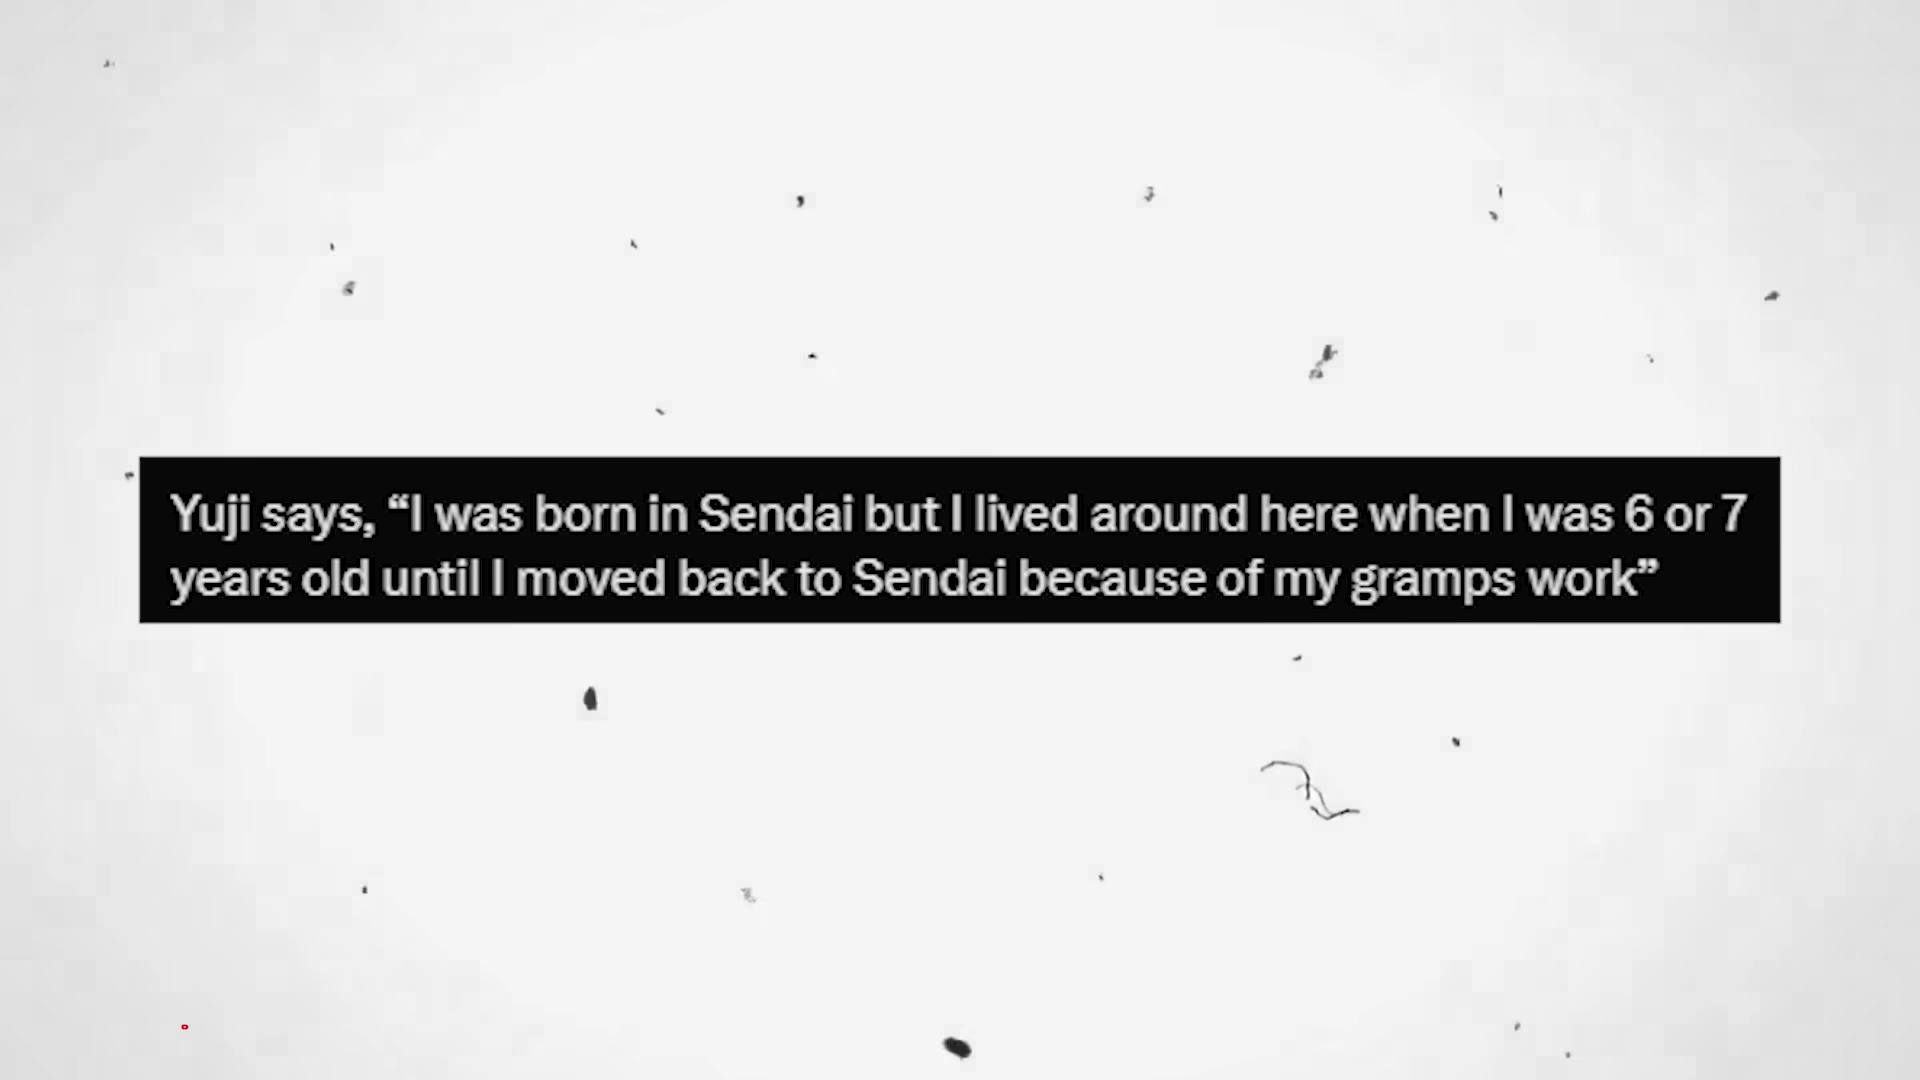 Yuji says, “I was born in Sendai but I lived around here when I was 6 or 7
years old until I moved back to Sendai because of my gramps work”